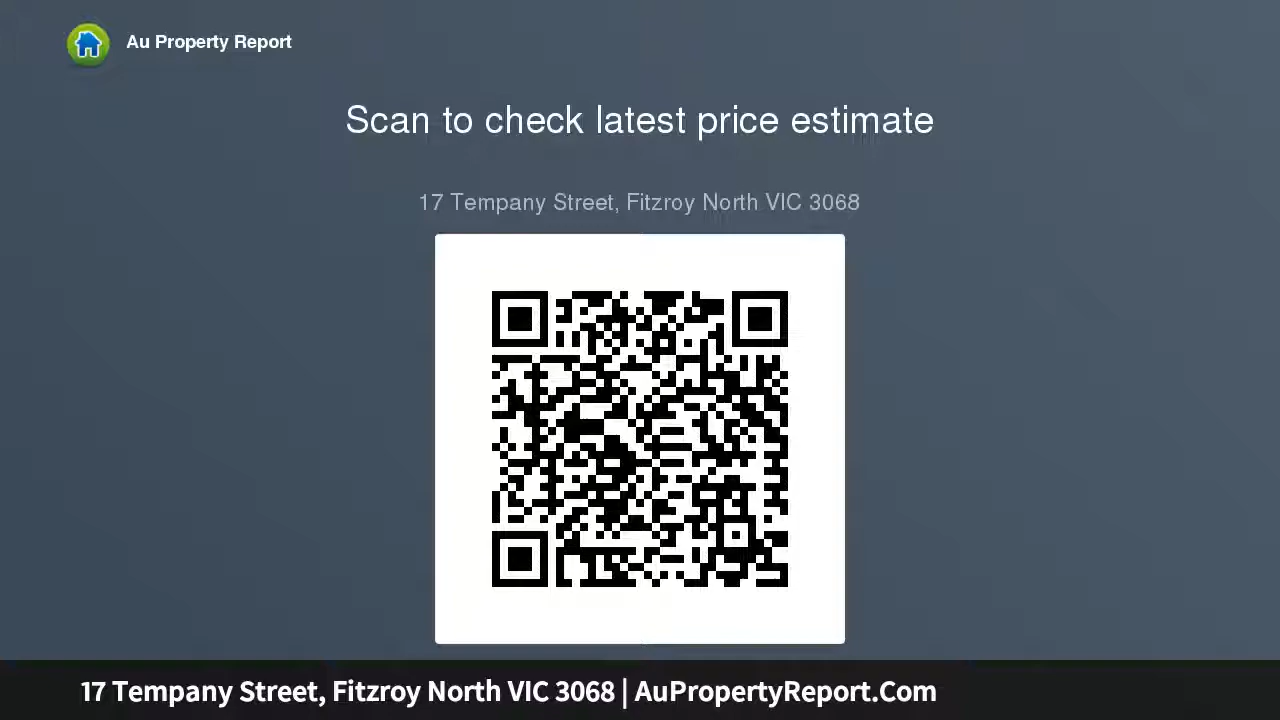 Au Property Report
Scan to check latest price estimate
17 Tempany Street, Fitzroy North VIC 3068
17 Tempany Street, Fitzroy North VIC 3068 | AuPropertyReport.Com